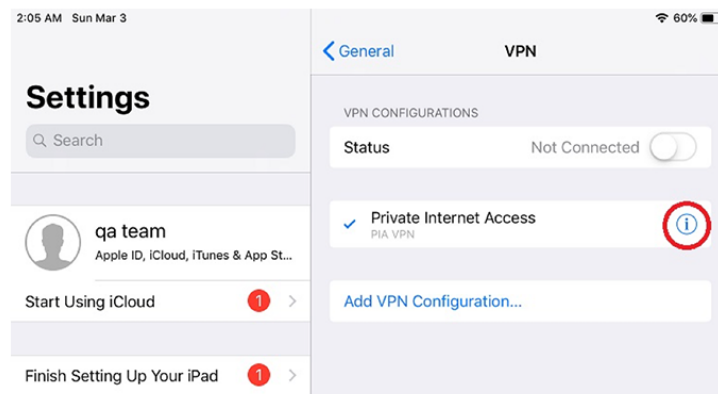 2:05 AM Sun Mar 3
60%
Settings
Search
qa team
Apple ID, iCloud, iTunes & App St...
Start Using iCloud 1
Finish Setting Up Your iPad 1
General
VPN
VPN CONFIGURATIONS
Status Not Connected
Private Internet Access
PIA VPN
Add VPN Configuration...